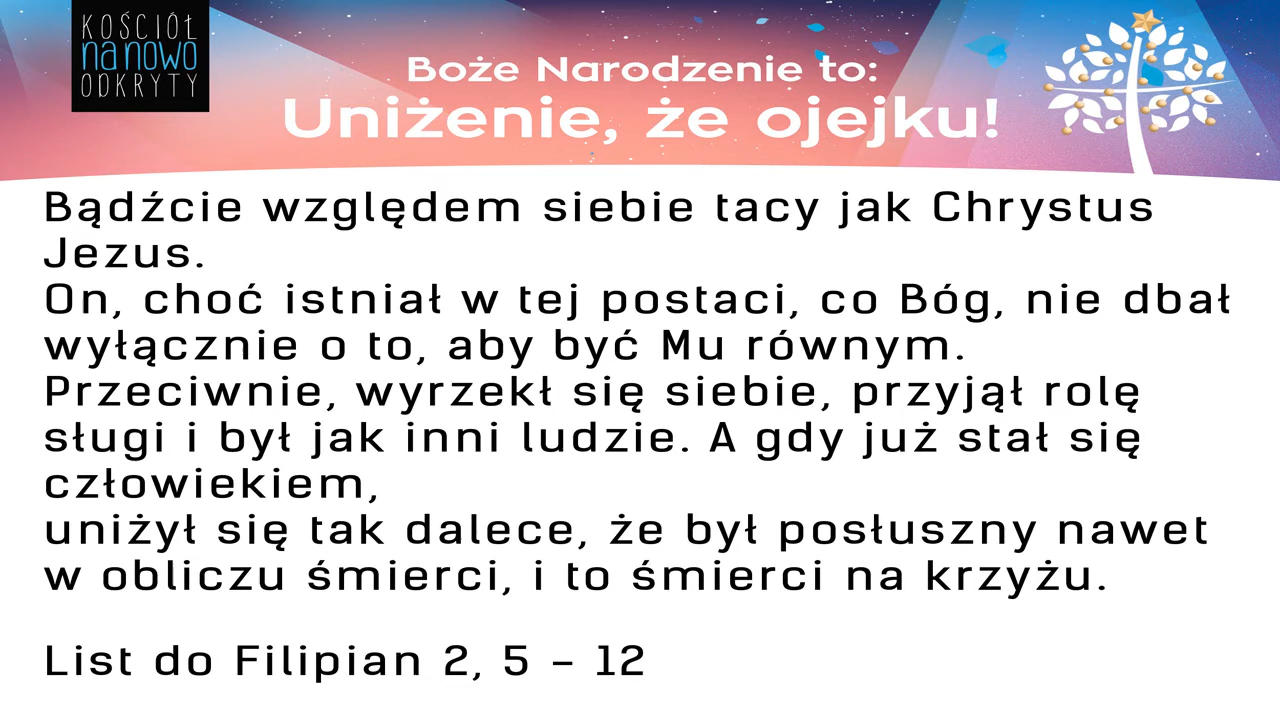 KOŚCIÓŁ
na nowo
ODKRYTY
Boże Narodzenie to:
Uniżenie, że ojejku!
Bądźcie względem siebie tacy jak Chrystus
Jezus.
On, choć istniał w tej postaci, co Bóg, nie dbał
wyłącznie o to, aby być Mu równym.
Przeciwnie, wyrzekł się siebie, przyjął rolę
sługi i był jak inni ludzie. A gdy już stał się
człowiekiem,
uniżył się tak dalece, że był posłuszny nawet
w obliczu śmierci, i to śmierci na krzyżu.
List do Filipian 2, 5 – 12